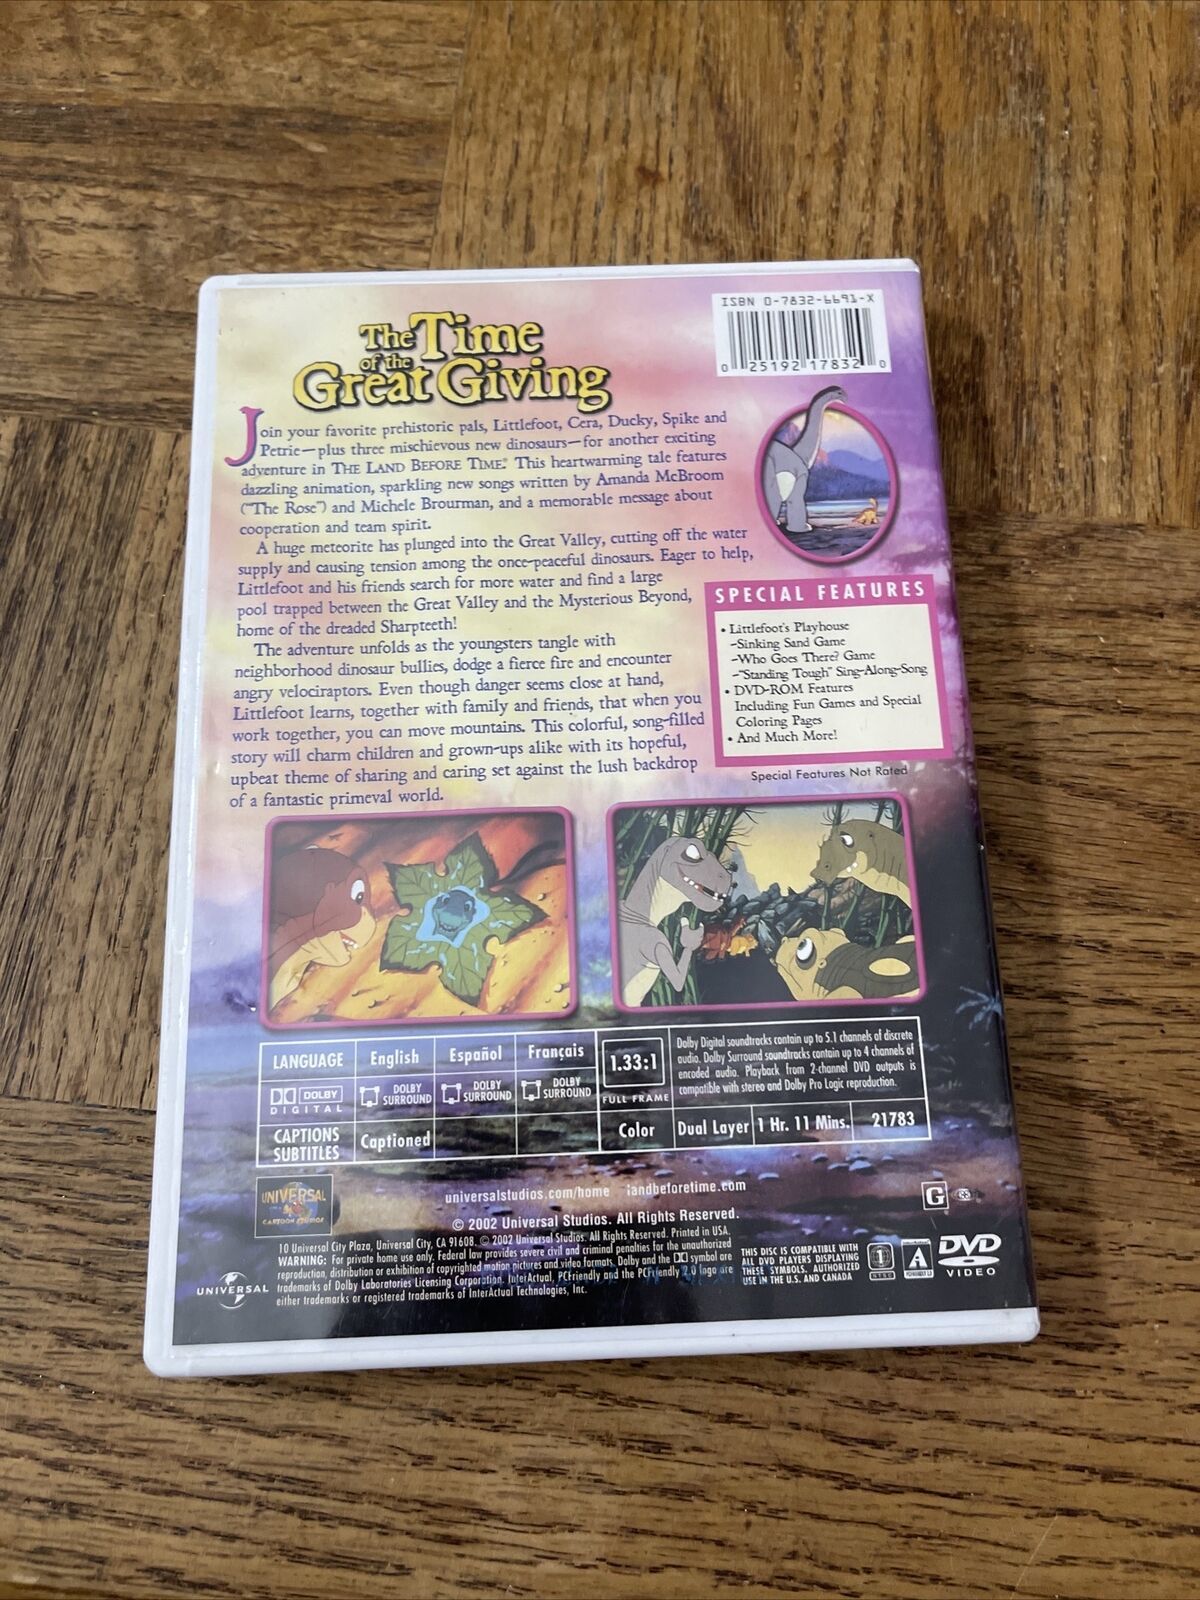 ISBN 0-7832-6691-X
0 25192 17832 0
The Time
of the
Great Giving
Join your favorite prehistoric pals, Littlefoot, Cera, Ducky, Spike and
Petrie—plus three mischievous new dinosaurs—for another exciting
adventure in THE LAND BEFORE TIME. This heartwarming tale features
dazzling animation, sparkling new songs written by Amanda McBroom
("The Rose") and Michele Brourman, and a memorable message about
cooperation and team spirit.
A huge meteorite has plunged into the Great Valley, cutting off the water
supply and causing tension among the once-peaceful dinosaurs. Eager to help,
Littlefoot and his friends search for more water and find a large
pool trapped between the Great Valley and the Mysterious Beyond,
home of the dreaded Sharpteeth!
The adventure unfolds as the youngsters tangle with
neighborhood dinosaur bullies, dodge a fierce fire and encounter
angry velociraptors. Even though danger seems close at hand,
Littlefoot learns, together with family and friends, that when you
work together, you can move mountains. This colorful, song-filled
story will charm children and grown-ups alike with its hopeful,
upbeat theme of sharing and caring set against the lush backdrop
of a fantastic primeval world.
SPECIAL FEATURES
• Littlefoot's Playhouse
-Sinking Sand Game
-Who Goes There? Game
-"Standing Tough" Sing-Along-Song
• DVD-ROM Features
Including Fun Games and Special
Coloring Pages
• And Much More!
Special Features Not Rated
LANGUAGE English Español Français
DOLBY DIGITAL DOLBY SURROUND DOLBY SURROUND DOLBY SURROUND
CAPTIONS SUBTITLES Captioned
1.33:1
FULL FRAME
Dolby Digital soundtracks contain up to 5.1 channels of discrete
audio. Dolby Surround soundtracks contain up to 4 channels of
encoded audio. Playback from 2-channel DVD outputs is
compatible with stereo and Dolby Pro Logic reproduction.
Color Dual Layer 1 Hr. 11 Mins. 21783
UNIVERSAL
CARTOON STUDIOS
universalstudios.com/home landbeforetime.com
© 2002 Universal Studios. All Rights Reserved.
10 Universal City Plaza, Universal City, CA 91608. © 2002 Universal Studios. All Rights Reserved. Printed in USA.
WARNING: For private home use only. Federal law provides severe civil and criminal penalties for the unauthorized
reproduction, distribution or exhibition of copyrighted motion pictures and video formats. Dolby and the DD symbol are
trademarks of Dolby Laboratories Licensing Corporation. InterActual, PCFriendly and the PCFriendly 2.0 logo are
either trademarks or registered trademarks of InterActual Technologies, Inc.
UNIVERSAL
G
THIS DISC IS COMPATIBLE WITH
ALL DVD PLAYERS DISPLAYING
THESE SYMBOLS. AUTHORIZED
USE IN THE U.S. AND CANADA
1
NTSC
A
DVD
VIDEO